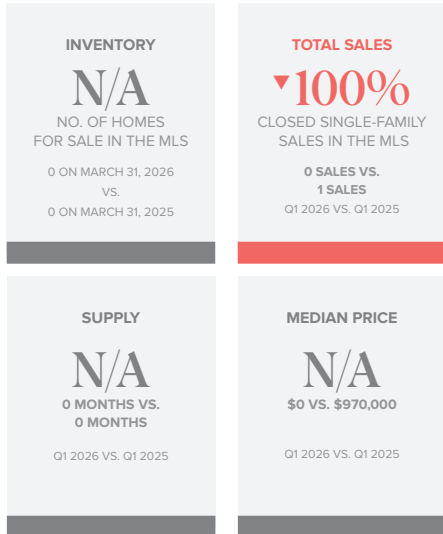 INVENTORY
N/A
NO. OF HOMES
FOR SALE IN THE MLS
0 ON MARCH 31, 2026
VS.
0 ON MARCH 31, 2025
TOTAL SALES
▼100%
CLOSED SINGLE-FAMILY
SALES IN THE MLS
0 SALES VS.
1 SALES
Q1 2026 VS. Q1 2025
SUPPLY
N/A
0 MONTHS VS.
0 MONTHS
Q1 2026 VS. Q1 2025
MEDIAN PRICE
N/A
$0 VS. $970,000
Q1 2026 VS. Q1 2025